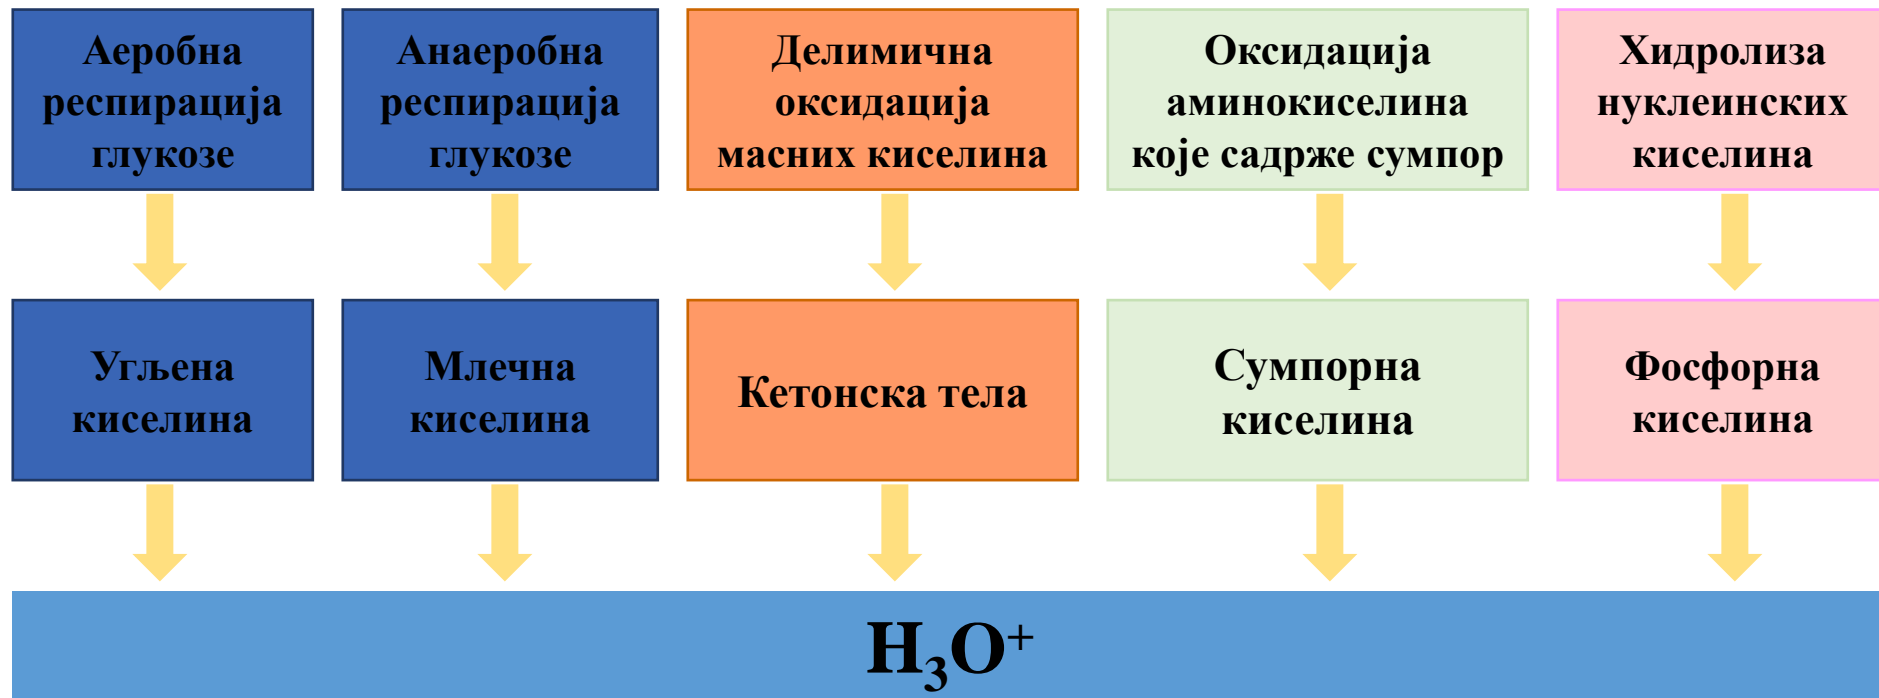 Аеробна
респирација
глукозе
Анаеробна
респирација
глукозе
Делимична
оксидација
масних киселина
Оксидација
аминокиселина
које садрже сумпор
Хидролиза
нуклеинских
киселина
Угљена
киселина
Млечна
киселина
Кетонска тела
Сумпорна
киселина
Фосфорна
киселина
H₃O⁺